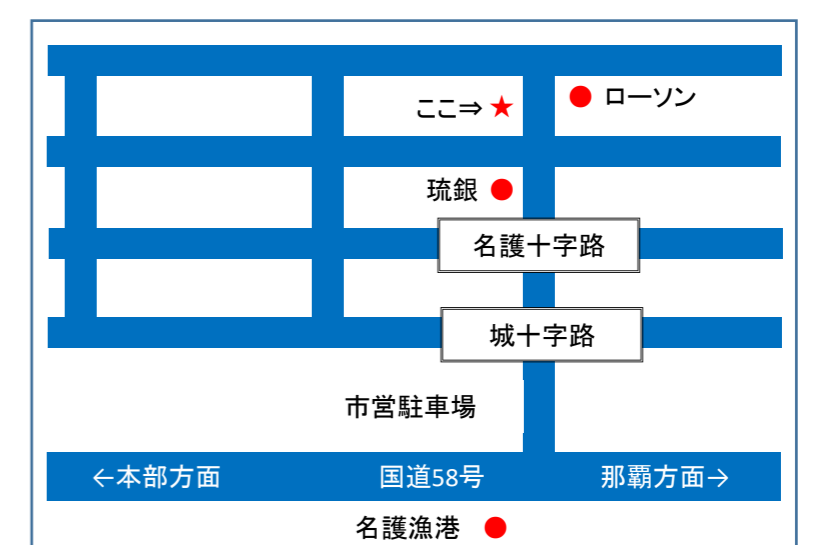 ここ⇒★
● ローソン
琉銀 ●
名護十字路
城十字路
市営駐車場
←本部方面
国道58号
那覇方面→
名護漁港 ●